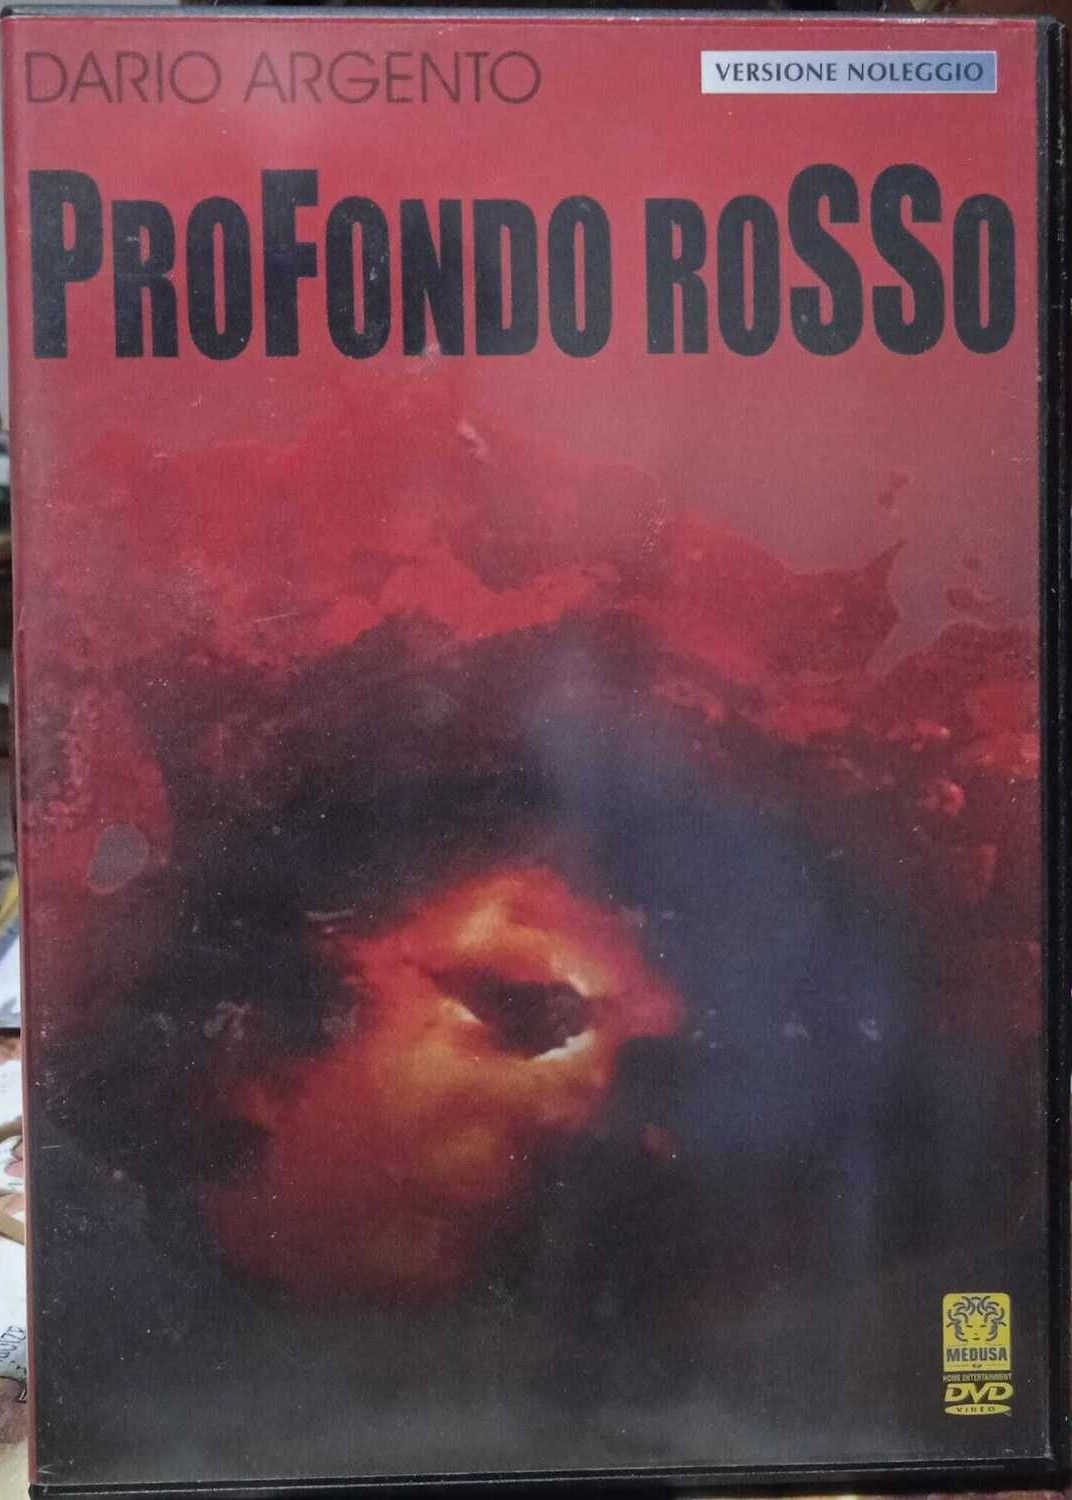 DARIO ARGENTO
VERSIONE NOLEGGIO
PROFONDO ROSSO
MEDUSA
HOME ENTERTAINMENT
DVD
VIDEO